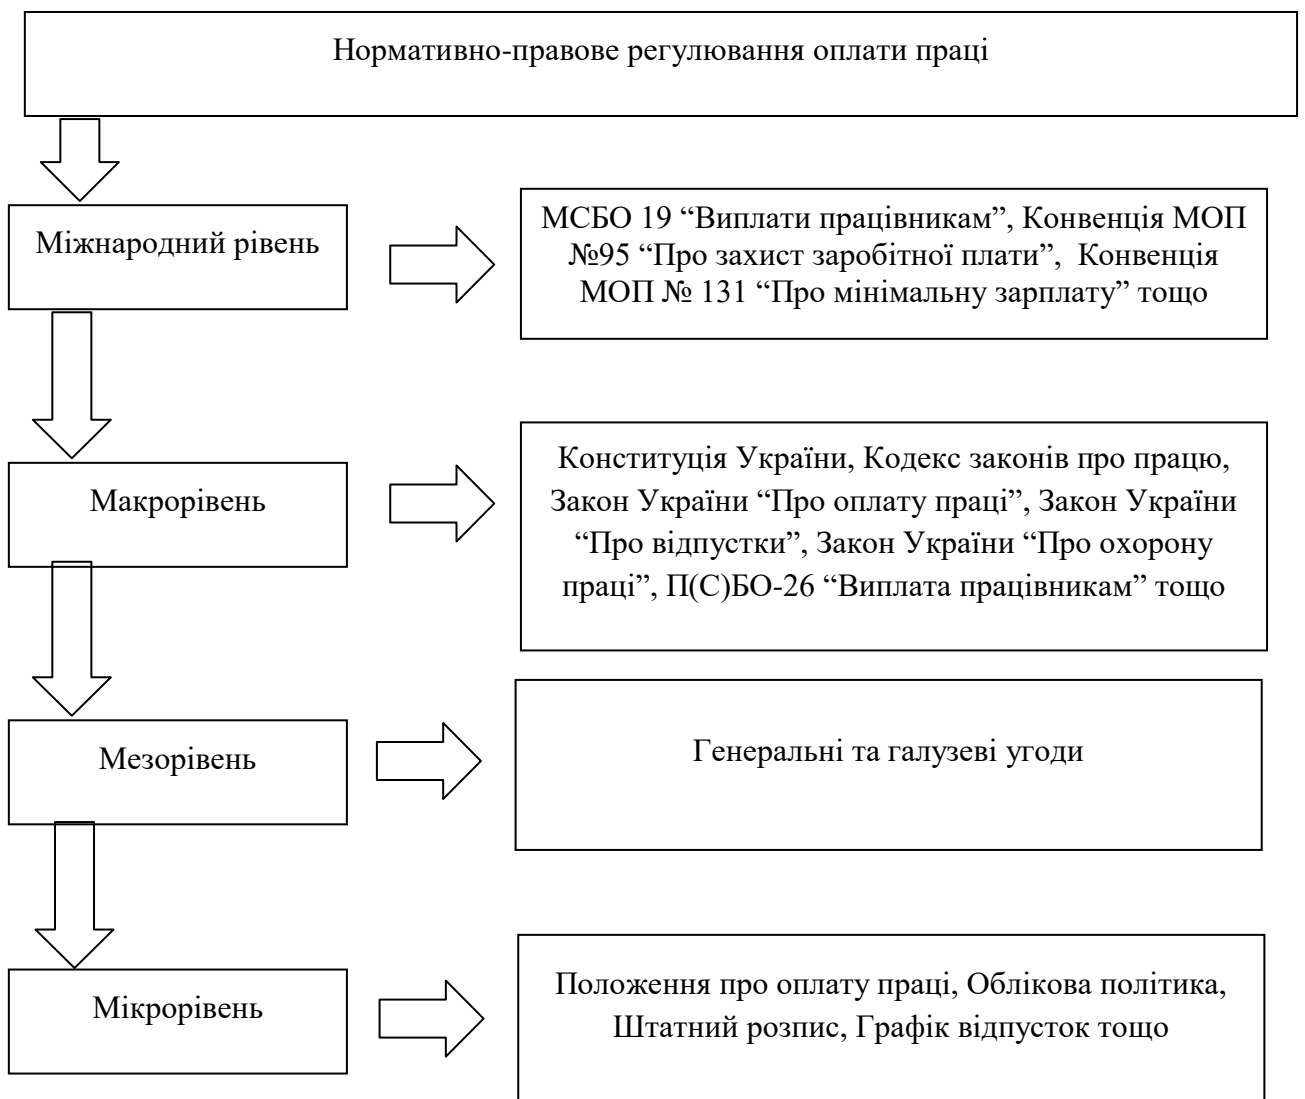 Нормативно-правове регулювання оплати праці
Міжнародний рівень
МСБО 19 “Виплати працівникам”, Конвенція МОП
№95 “Про захист заробітної плати”, Конвенція
МОП № 131 “Про мінімальну зарплату” тощо
Макрорівень
Конституція України, Кодекс законів про працю,
Закон України “Про оплату праці”, Закон України
“Про відпустки”, Закон України “Про охорону
праці”, П(С)БО-26 “Виплата працівникам” тощо
Мезорівень
Генеральні та галузеві угоди
Мікрорівень
Положення про оплату праці, Облікова політика,
Штатний розпис, Графік відпусток тощо